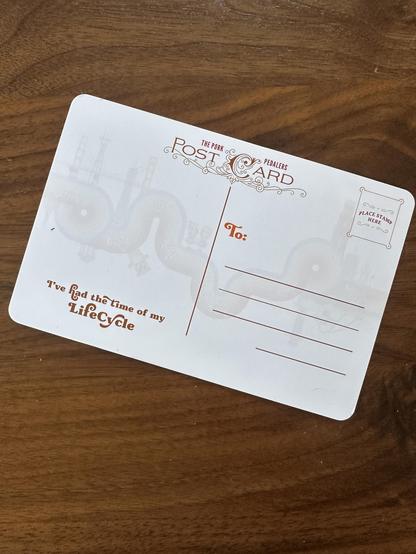 THE PORK PEDALERS
POST CARD
PLACE STAMP
HERE
To:
I've had the time of my
LifeCycle